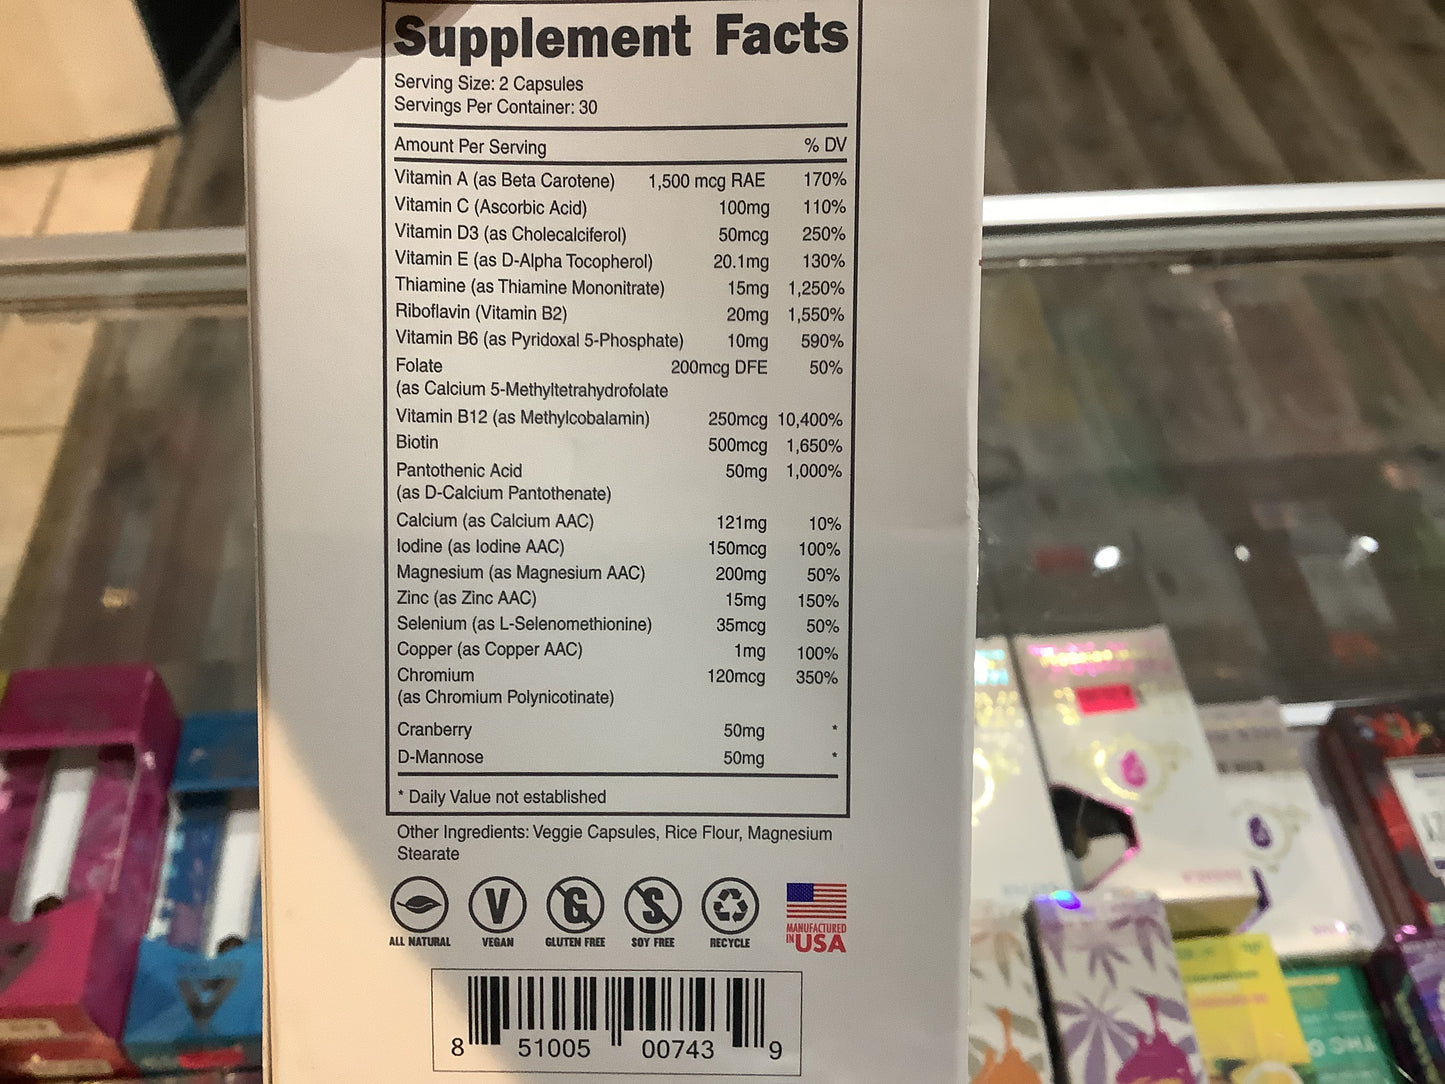 Supplement Facts
Serving Size: 2 Capsules
Servings Per Container: 30
Amount Per Serving % DV
Vitamin A (as Beta Carotene) 1,500 mcg RAE 170%
Vitamin C (Ascorbic Acid) 100mg 110%
Vitamin D3 (as Cholecalciferol) 50mcg 250%
Vitamin E (as D-Alpha Tocopherol) 20.1mg 130%
Thiamine (as Thiamine Mononitrate) 15mg 1,250%
Riboflavin (Vitamin B2) 20mg 1,550%
Vitamin B6 (as Pyridoxal 5-Phosphate) 10mg 590%
Folate 200mcg DFE 50%
(as Calcium 5-Methyltetrahydrofolate
Vitamin B12 (as Methylcobalamin) 250mcg 10,400%
Biotin 500mcg 1,650%
Pantothenic Acid 50mg 1,000%
(as D-Calcium Pantothenate)
Calcium (as Calcium AAC) 121mg 10%
Iodine (as Iodine AAC) 150mcg 100%
Magnesium (as Magnesium AAC) 200mg 50%
Zinc (as Zinc AAC) 15mg 150%
Selenium (as L-Selenomethionine) 35mcg 50%
Copper (as Copper AAC) 1mg 100%
Chromium 120mcg 350%
(as Chromium Polynicotinate)
Cranberry 50mg *
D-Mannose 50mg *
* Daily Value not established
Other Ingredients: Veggie Capsules, Rice Flour, Magnesium
Stearate
V G S
ALL NATURAL VEGAN GLUTEN FREE SOY FREE RECYCLE
MANUFACTURED
IN USA
8 51005 00743 9
THC